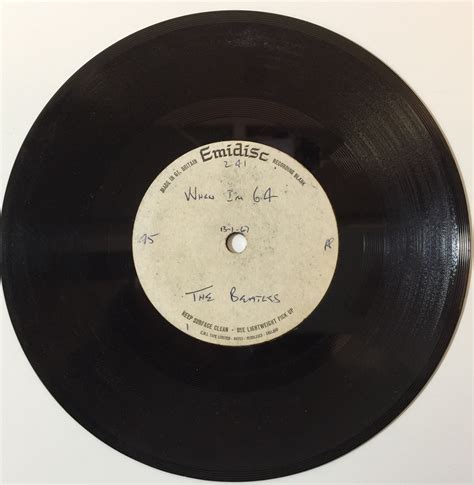 Emidisc
MADE IN GT. BRITAIN
RECORDING BLANK
241
WHEN I'M 64
13-1-67
45
THE BEATLES
KEEP SURFACE CLEAN - USE LIGHTWEIGHT PICK UP
1